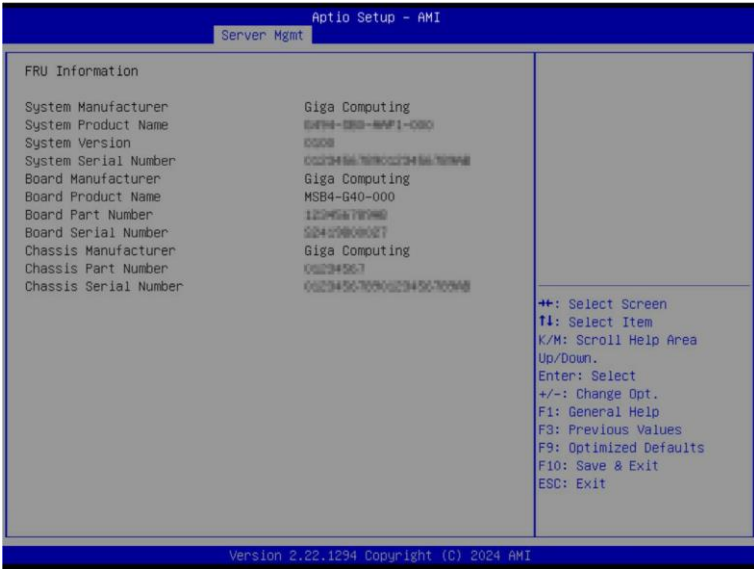 Aptio Setup – AMI
Server Mgmt
FRU Information
System Manufacturer Giga Computing
System Product Name
System Version
System Serial Number
Board Manufacturer Giga Computing
Board Product Name MSB4-G40-000
Board Part Number
Board Serial Number
Chassis Manufacturer Giga Computing
Chassis Part Number
Chassis Serial Number
→←: Select Screen
↑↓: Select Item
K/M: Scroll Help Area
Up/Down.
Enter: Select
+/-: Change Opt.
F1: General Help
F3: Previous Values
F9: Optimized Defaults
F10: Save & Exit
ESC: Exit
Version 2.22.1294 Copyright (C) 2024 AMI